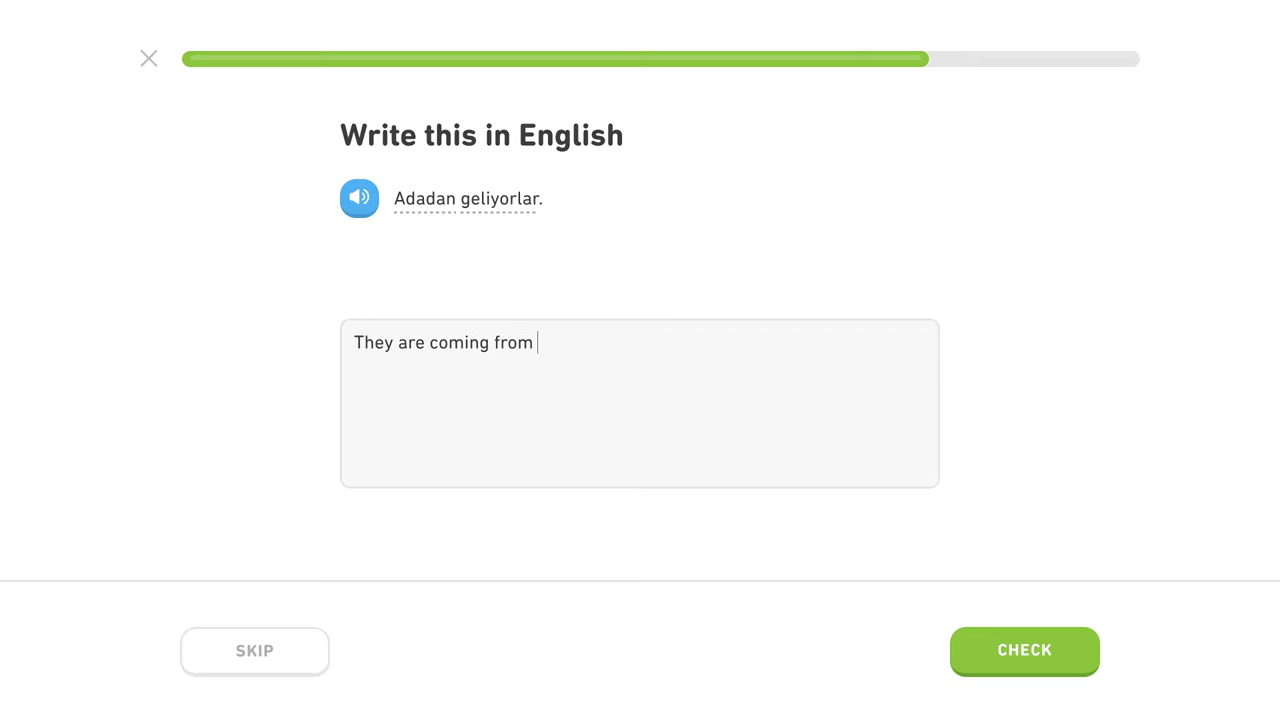 Write this in English
Adadan geliyorlar.
They are coming from
SKIP
CHECK